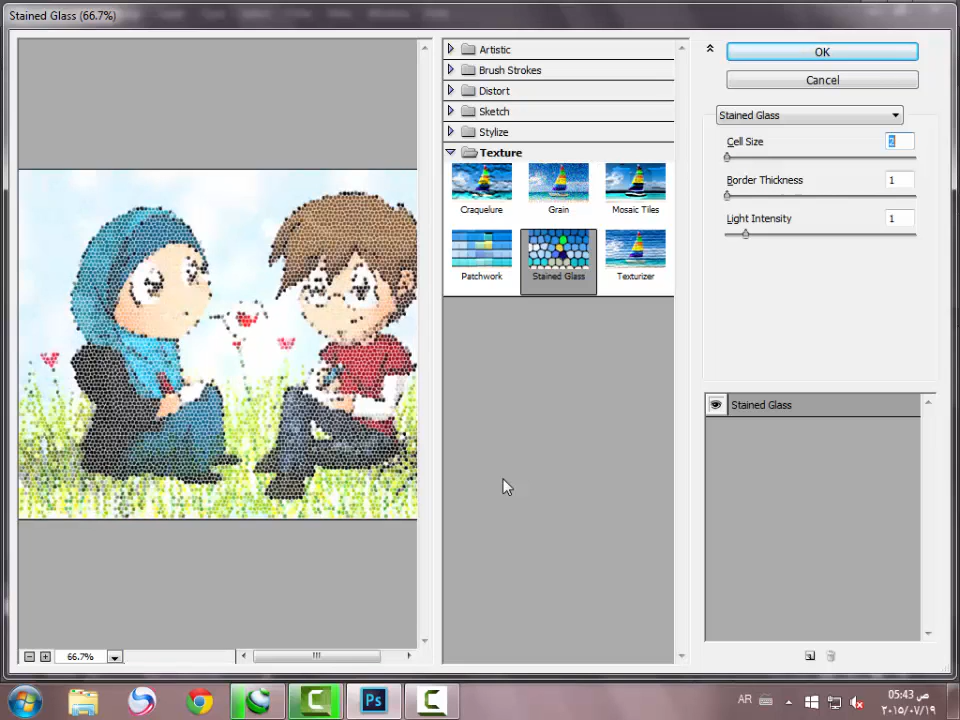 Stained Glass (66.7%)
Artistic
Brush Strokes
Distort
Sketch
Stylize
Texture
Craquelure
Grain
Mosaic Tiles
Patchwork
Stained Glass
Texturizer
OK
Cancel
Stained Glass
Cell Size
2
Border Thickness
1
Light Intensity
1
Stained Glass
66.7%
Ps
AR
05:43 ص
٢٠١٥/٠٧/١٩